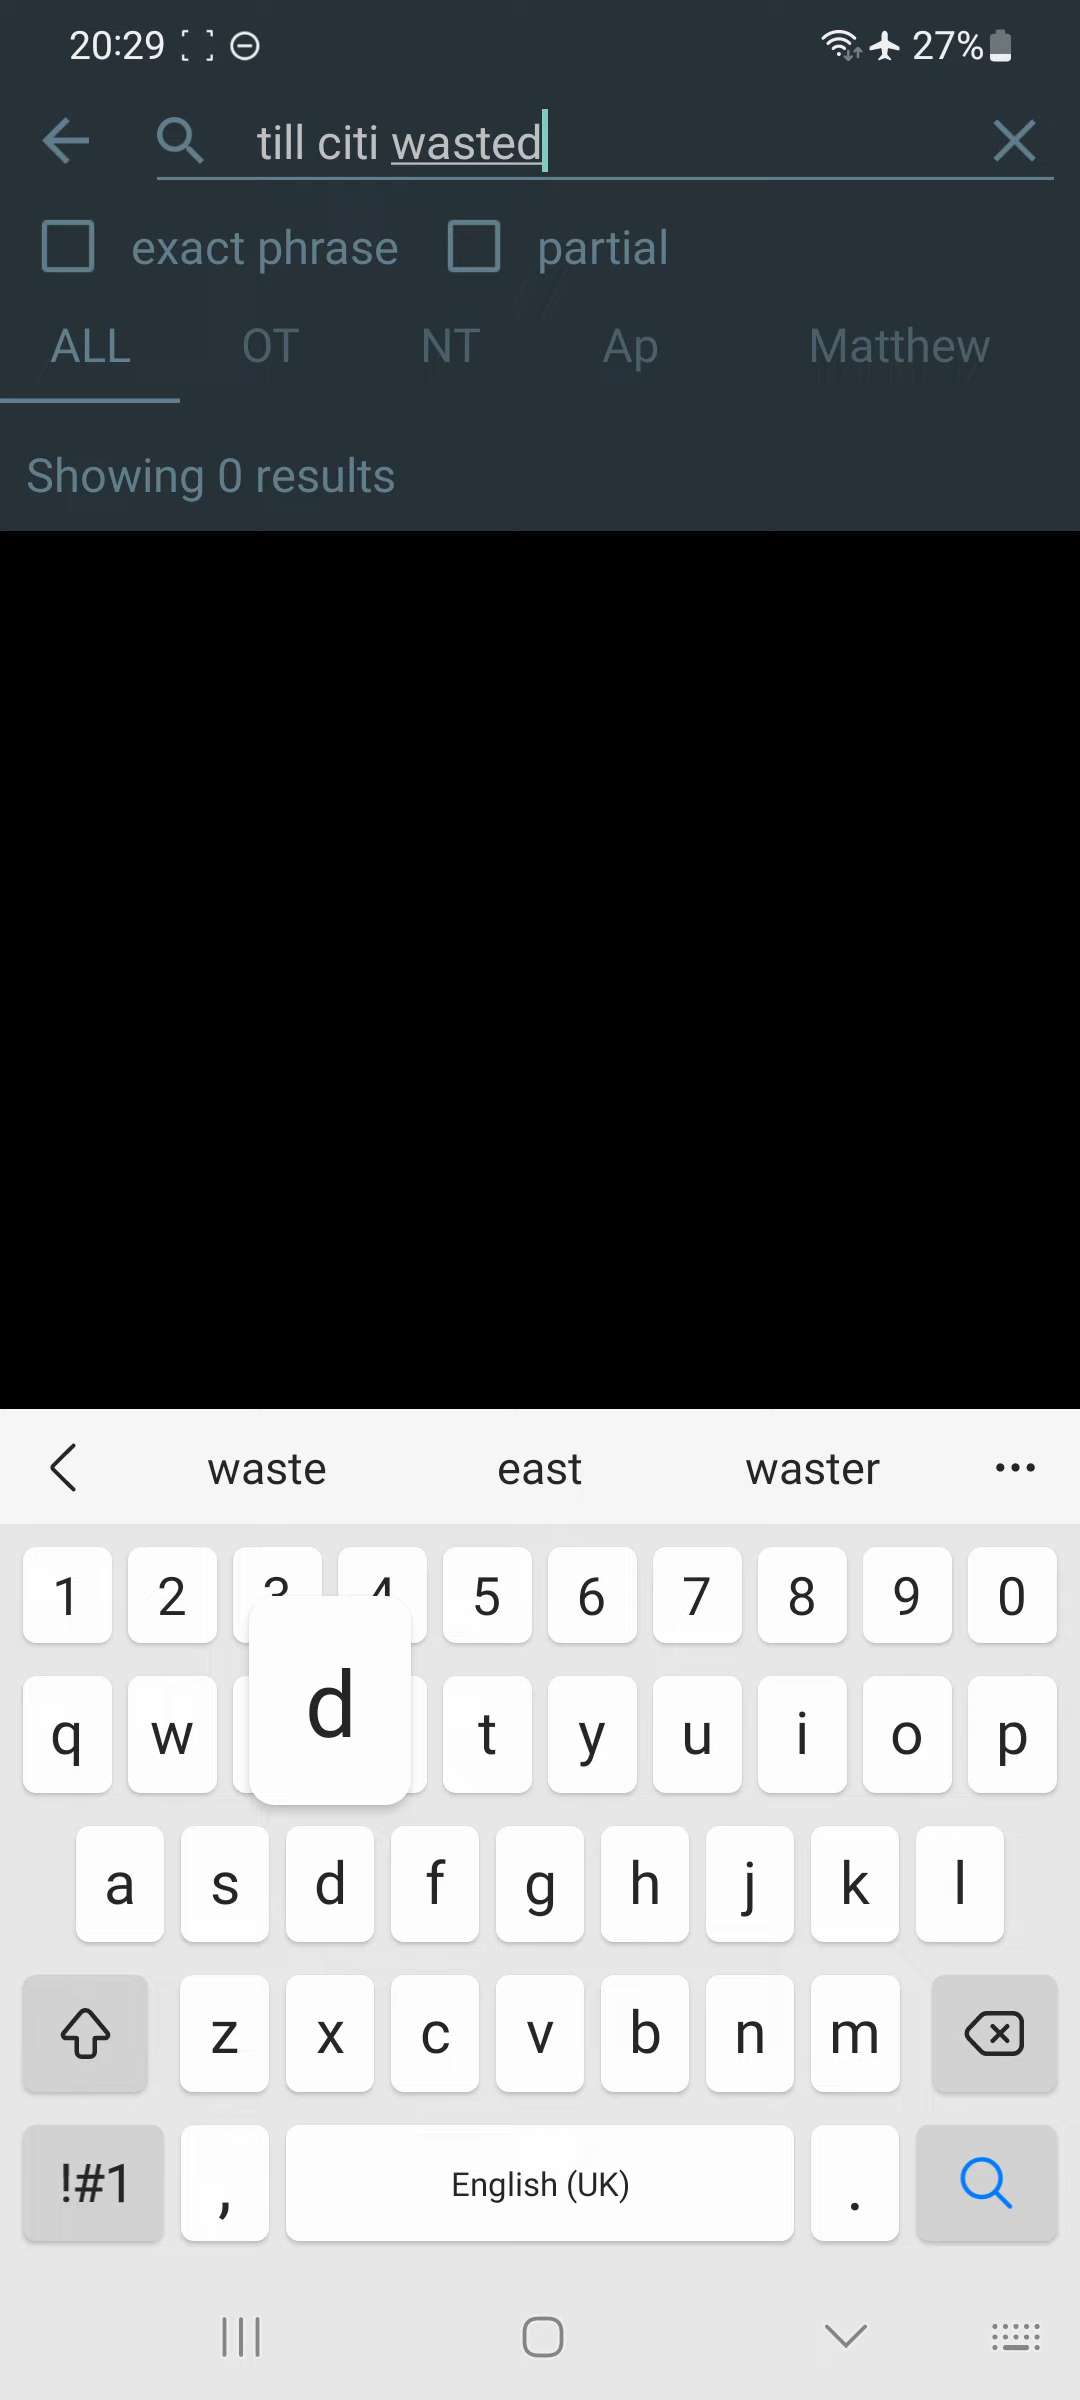 20:29 27%
till citi wasted
exact phrase partial
ALL OT NT Ap Matthew
Showing 0 results
waste east waster ...
1 2 3 4 5 6 7 8 9 0
q w d t y u i o p
a s d f g h j k l
z x c v b n m
!#1 , English (UK) .